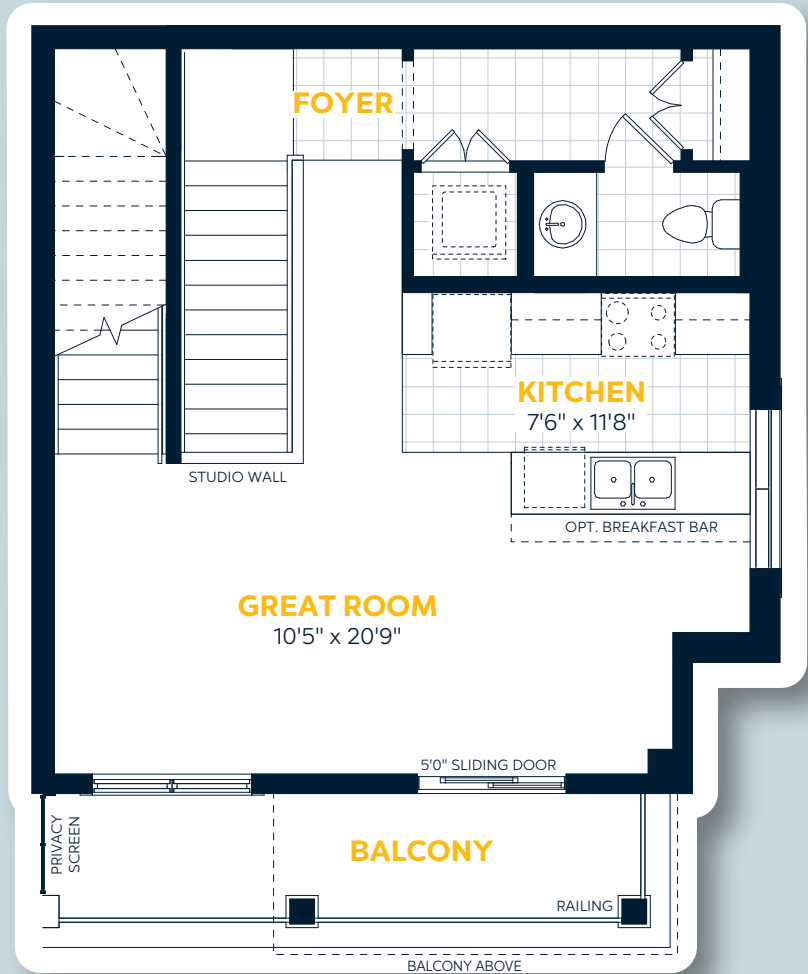 FOYER
KITCHEN
7'6" x 11'8"
STUDIO WALL
OPT. BREAKFAST BAR
GREAT ROOM
10'5" x 20'9"
5'0" SLIDING DOOR
PRIVACY
SCREEN
BALCONY
RAILING
BALCONY ABOVE